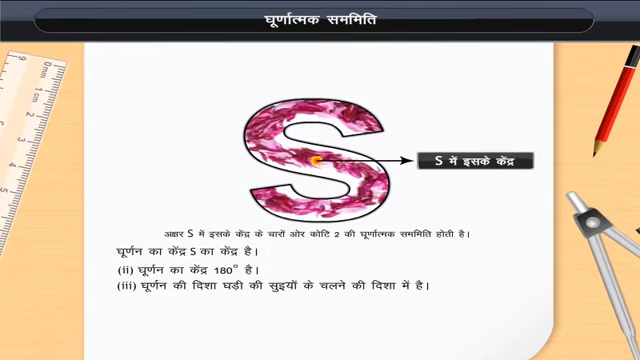 घूर्णात्मक सममिति
S में इसके केंद्र
अक्षर S में इसके केंद्र के चारों ओर कोटि 2 की घूर्णात्मक सममिति होती है।
घूर्णन का केंद्र S का केंद्र है।
(ii) घूर्णन का केंद्र 180° है।
(iii) घूर्णन की दिशा घड़ी की सुइयों के चलने की दिशा में है।